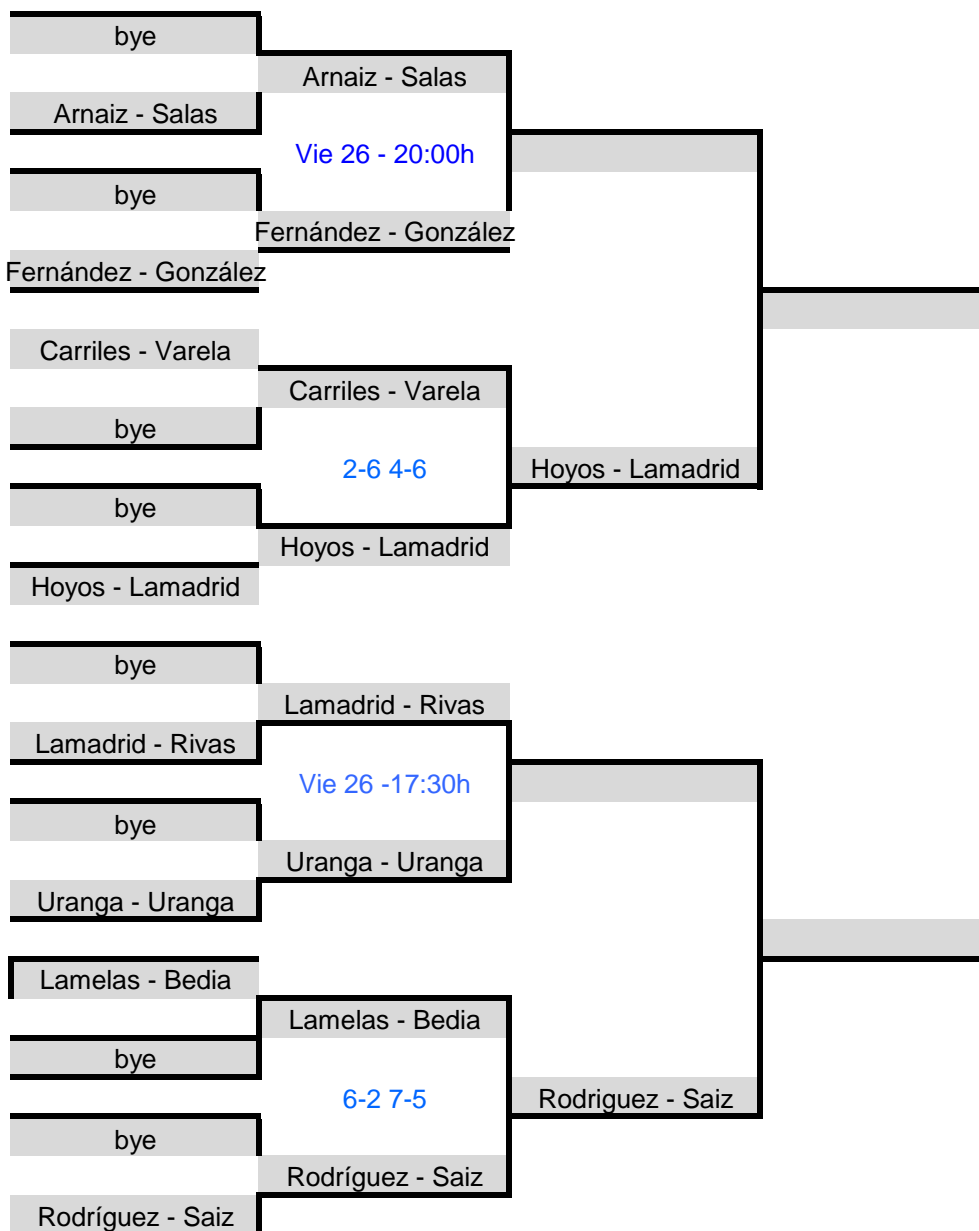 bye
Arnaiz - Salas
Arnaiz - Salas
Vie 26 - 20:00h
bye
Fernández - González
Fernández - González
Carriles - Varela
Carriles - Varela
bye
2-6 4-6
Hoyos - Lamadrid
bye
Hoyos - Lamadrid
Hoyos - Lamadrid
bye
Lamadrid - Rivas
Lamadrid - Rivas
Vie 26 -17:30h
bye
Uranga - Uranga
Uranga - Uranga
Lamelas - Bedia
Lamelas - Bedia
bye
6-2 7-5
Rodriguez - Saiz
bye
Rodríguez - Saiz
Rodríguez - Saiz